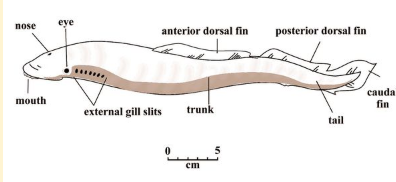 nose
eye
anterior dorsal fin
posterior dorsal fin
cauda
fin
mouth
external gill slits
trunk
tail
0 5
cm